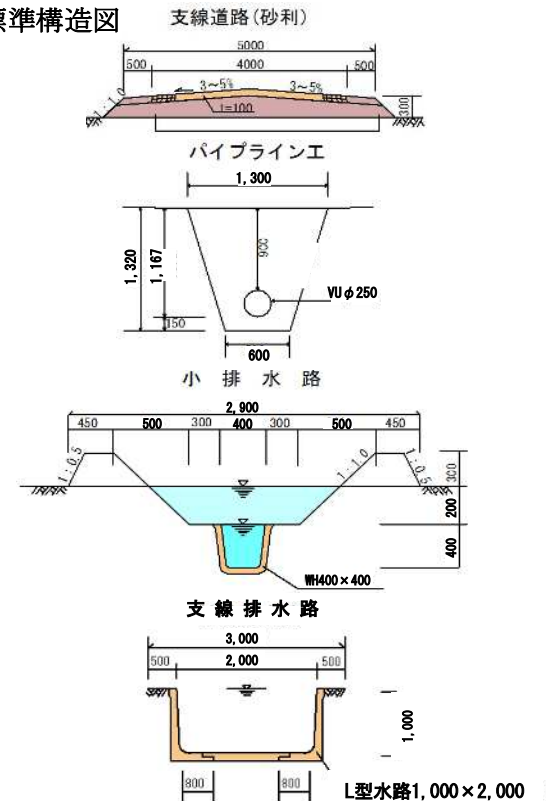 標準構造図
支線道路(砂利)
5000
500 4000 500
1:1.0 3~5% 3~5%
t=100 300
パイプライン工
1,300
1,320 1,167 900
VUφ250
150
600
小排水路
2,900
450 500 300 400 300 500 450
1:0.5 1:1.0 1:0.5 300
200
400
WH400×400
支線排水路
3,000
500 2,000 500
1,000
800 800
L型水路1,000×2,000